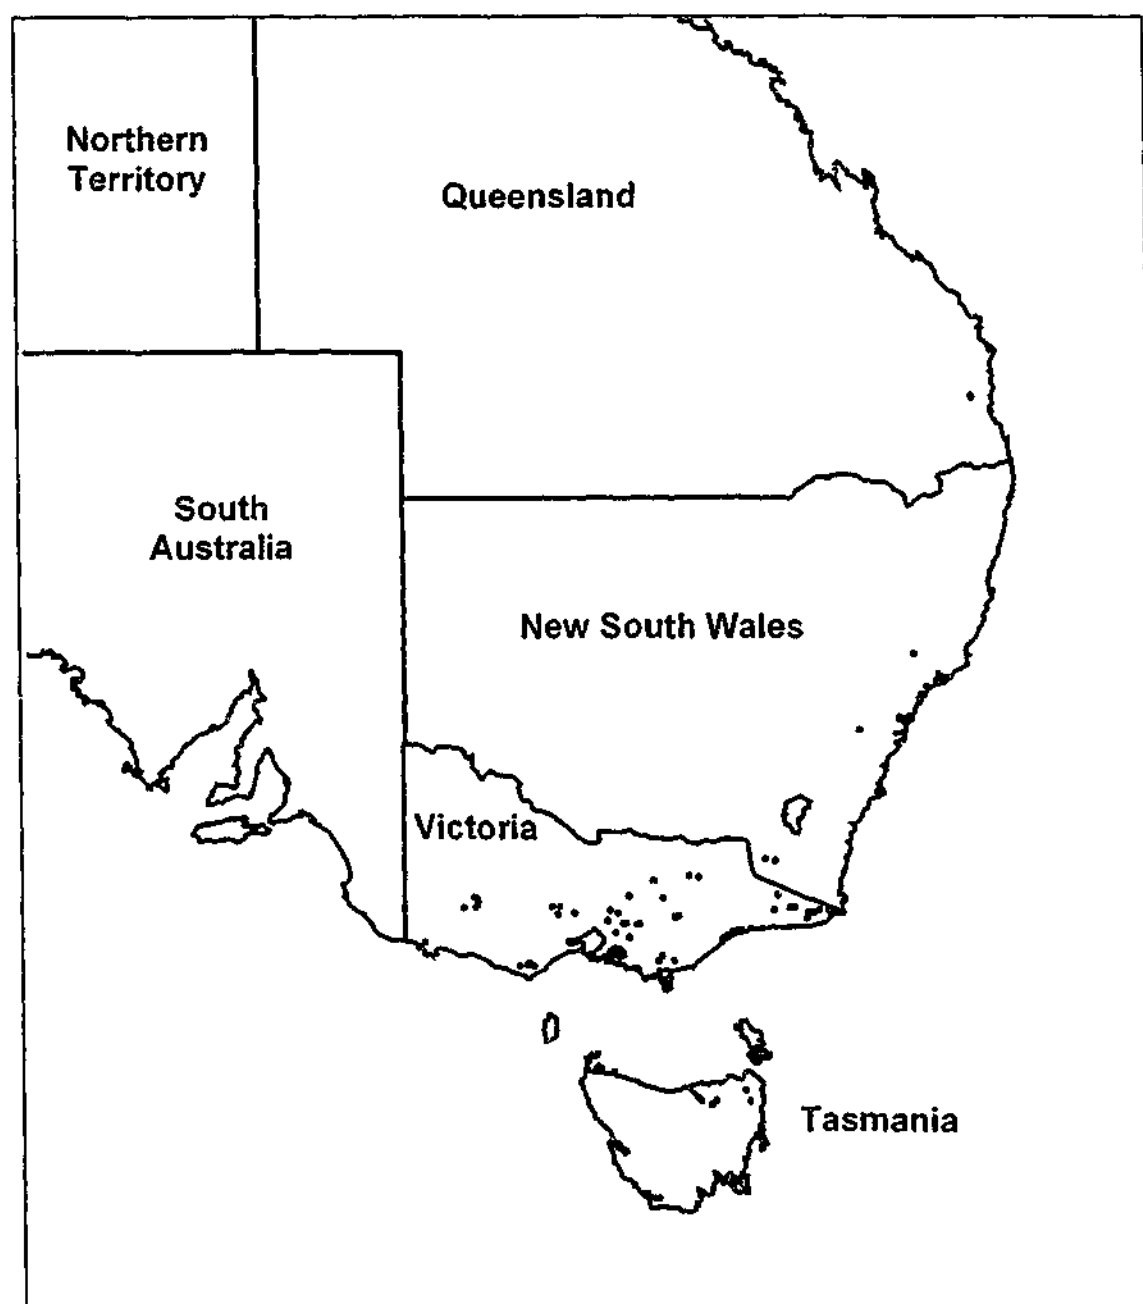 Northern
Territory
Queensland
South
Australia
New South Wales
Victoria
Tasmania